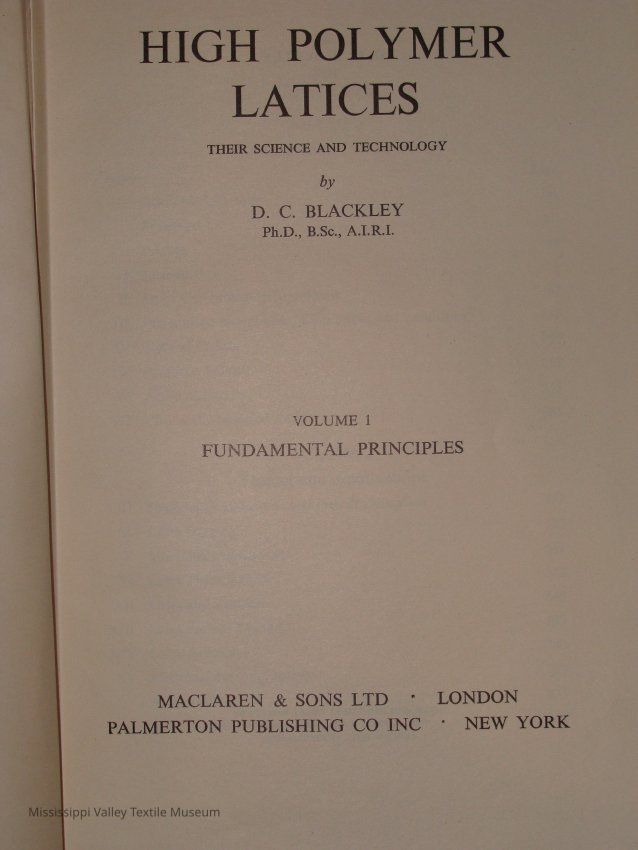 HIGH POLYMER
LATICES
THEIR SCIENCE AND TECHNOLOGY
by
D. C. BLACKLEY
Ph.D., B.Sc., A.I.R.I.
VOLUME 1
FUNDAMENTAL PRINCIPLES
MACLAREN & SONS LTD · LONDON
PALMERTON PUBLISHING CO INC · NEW YORK
Mississippi Valley Textile Museum